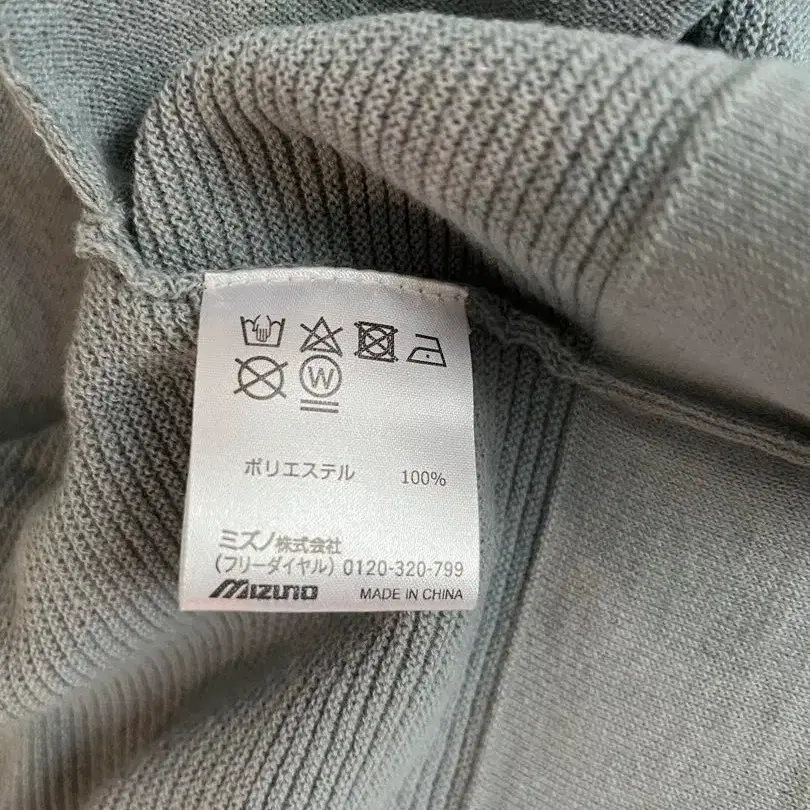 W
ポリエステル 100%
ミズノ株式会社
(フリーダイヤル) 0120-320-799
MIZUNO MADE IN CHINA